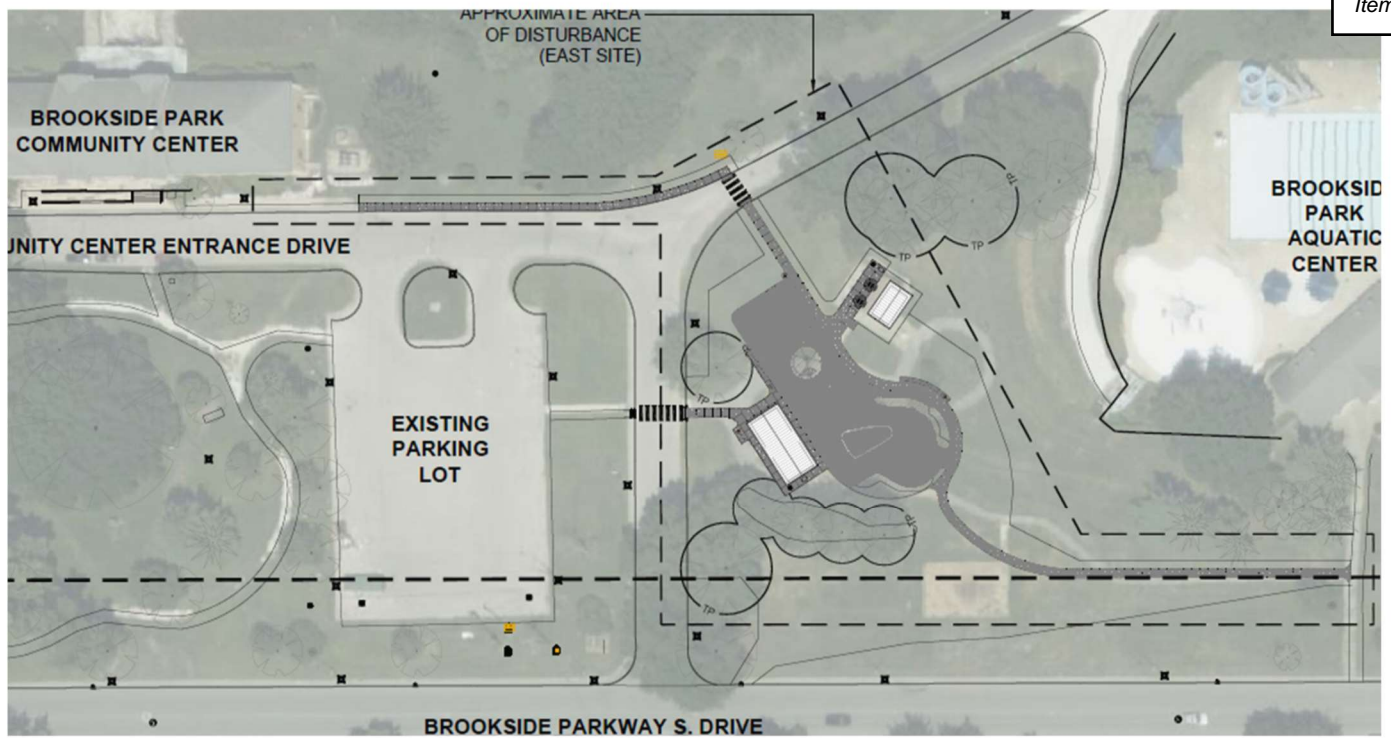 Item
APPROXIMATE AREA
OF DISTURBANCE
(EAST SITE)
BROOKSIDE PARK
COMMUNITY CENTER
BROOKSID
PARK
AQUATIC
CENTER
UNITY CENTER ENTRANCE DRIVE
EXISTING
PARKING
LOT
TP
TP
TP
TP
TP
TP
BROOKSIDE PARKWAY S. DRIVE